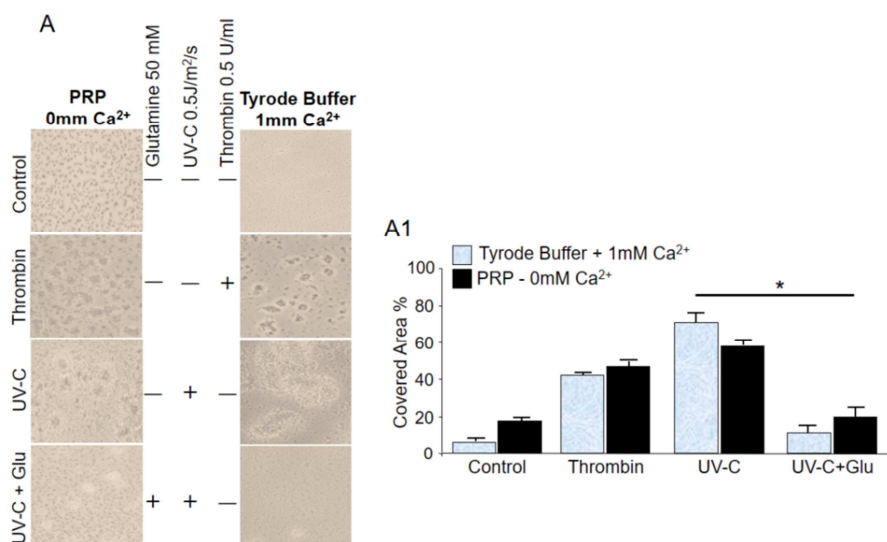 A
PRP
0mm Ca²⁺
Glutamine 50 mM
UV-C 0.5J/m²/s
Thrombin 0.5 U/ml
Tyrode Buffer
1mm Ca²⁺
Control
— — —
Thrombin
— — +
UV-C
— + —
UV-C + Glu
+ + —
A1
Tyrode Buffer + 1mM Ca²⁺
PRP - 0mM Ca²⁺
*
Covered Area %
100
80
60
40
20
0
Control Thrombin UV-C UV-C+Glu